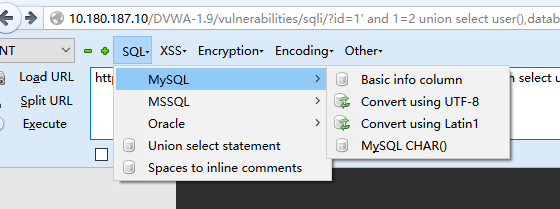 10.180.187.10/DVWA-1.9/vulnerabilities/sqli/?id=1' and 1=2 union select user(),datab
NT SQL XSS Encryption Encoding Other
Load URL
htt
n select u
Split URL
Execute
MySQL
MSSQL
Oracle
Union select statement
Spaces to inline comments
Basic info column
Convert using UTF-8
Convert using Latin1
MySQL CHAR()